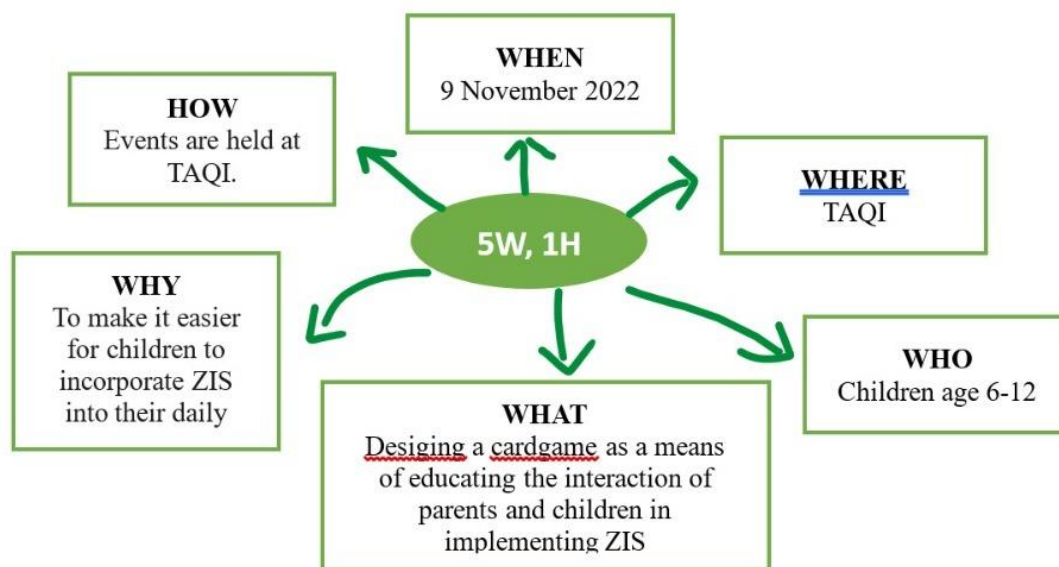 WHEN
9 November 2022
HOW
Events are held at
TAQI.
WHERE
TAQI
5W, 1H
WHY
To make it easier
for children to
incorporate ZIS
into their daily
WHO
Children age 6-12
WHAT
Desiging a cardgame as a means
of educating the interaction of
parents and children in
implementing ZIS